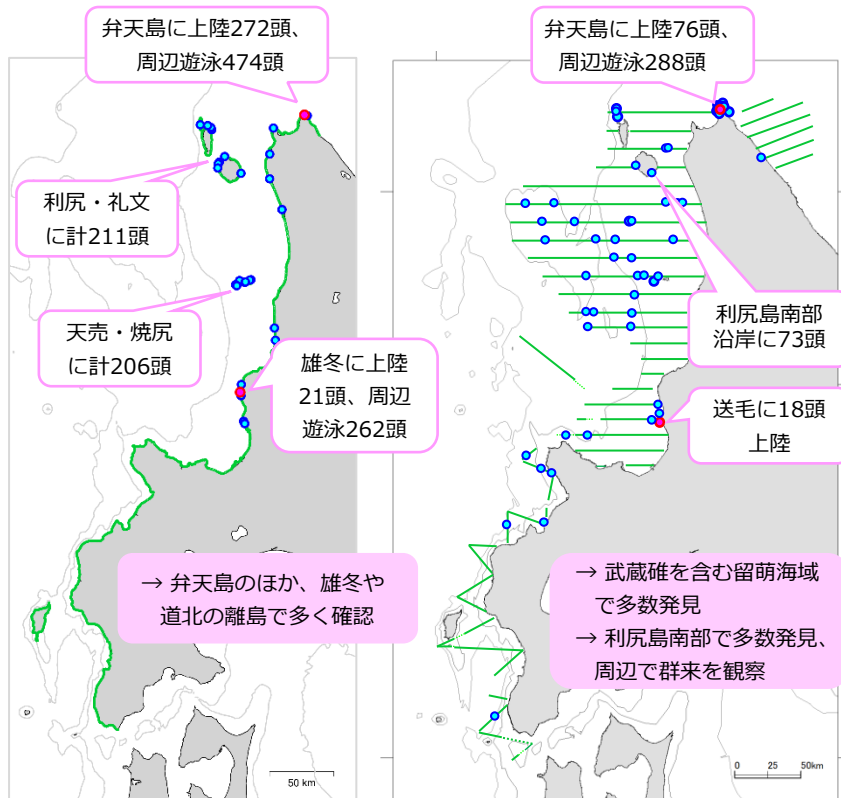 弁天島に上陸272頭、
周辺遊泳474頭
利尻・礼文
に計211頭
天売・焼尻
に計206頭
雄冬に上陸
21頭、周辺
遊泳262頭
→ 弁天島のほか、雄冬や
道北の離島で多く確認
50 km
弁天島に上陸76頭、
周辺遊泳288頭
利尻島南部
沿岸に73頭
送毛に18頭
上陸
→ 武蔵碓を含む留萌海域
で多数発見
→ 利尻島南部で多数発見、
周辺で群来を観察
0 25 50km